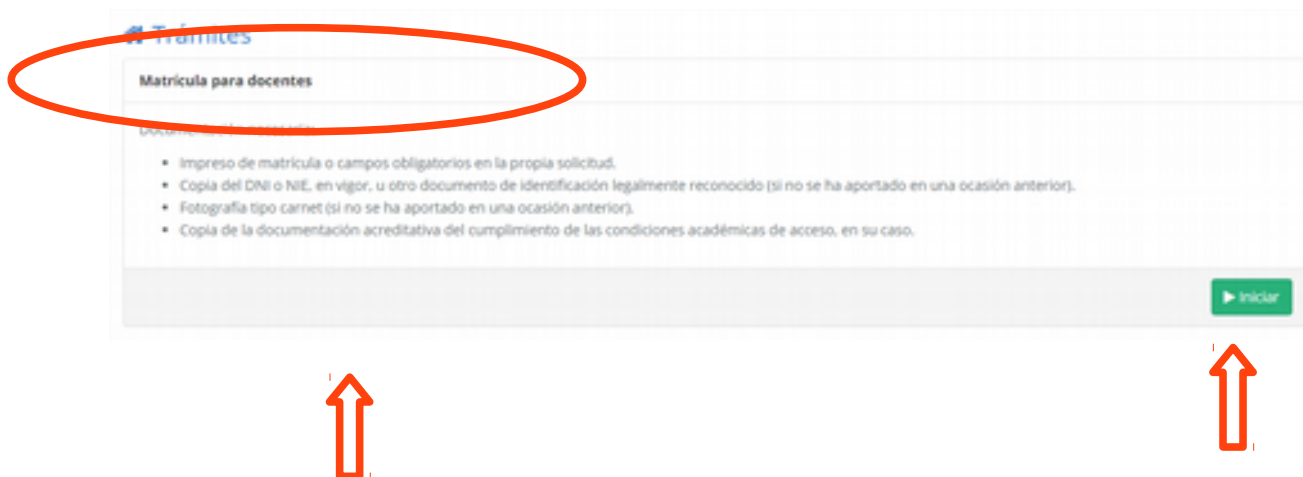 Trámites
Matrícula para docentes
Documentación necesaria:
Impreso de matrícula o campos obligatorios en la propia solicitud.
Copia del DNI o NIE, en vigor, u otro documento de identificación legalmente reconocido (si no se ha aportado en una ocasión anterior).
Fotografía tipo carnet (si no se ha aportado en una ocasión anterior).
Copia de la documentación acreditativa del cumplimiento de las condiciones académicas de acceso, en su caso.
Iniciar